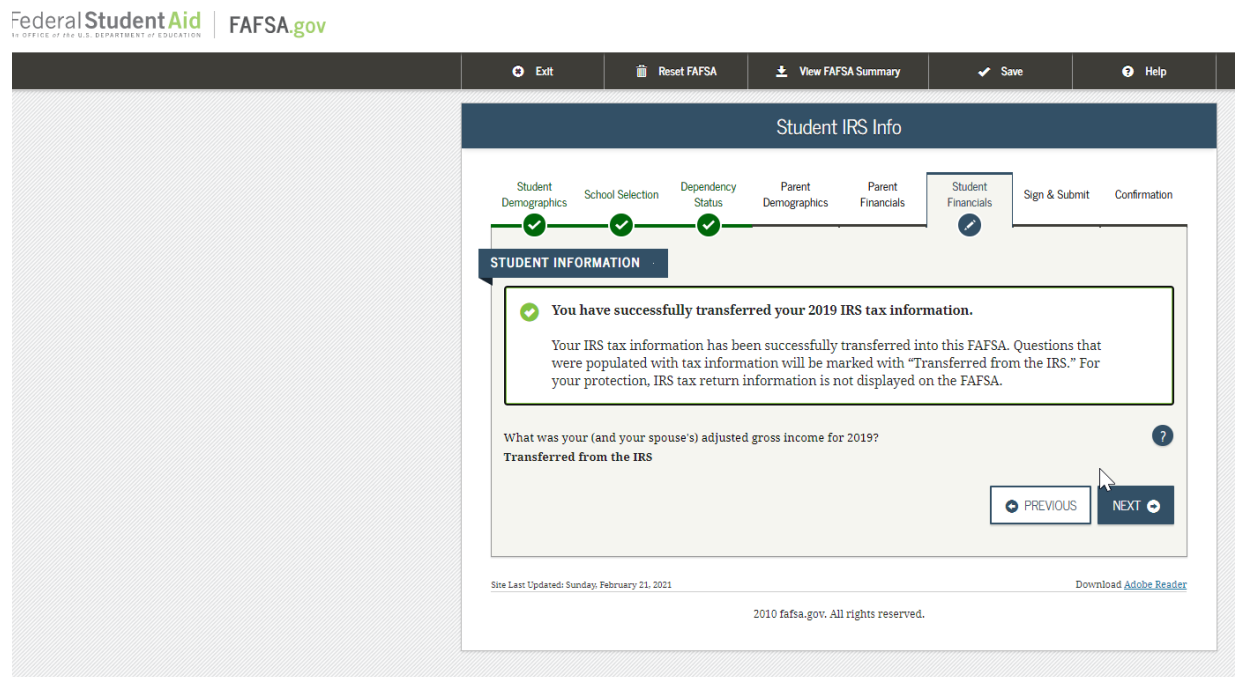 Federal Student Aid
An OFFICE of the U.S. DEPARTMENT of EDUCATION
FAFSA.gov
Exit
Reset FAFSA
View FAFSA Summary
Save
Help
Student IRS Info
Student
Demographics
School Selection
Dependency
Status
Parent
Demographics
Parent
Financials
Student
Financials
Sign & Submit
Confirmation
STUDENT INFORMATION
You have successfully transferred your 2019 IRS tax information.
Your IRS tax information has been successfully transferred into this FAFSA. Questions that
were populated with tax information will be marked with “Transferred from the IRS.” For
your protection, IRS tax return information is not displayed on the FAFSA.
What was your (and your spouse's) adjusted gross income for 2019?
?
Transferred from the IRS
PREVIOUS
NEXT
Site Last Updated: Sunday, February 21, 2021
Download Adobe Reader
2010 fafsa.gov. All rights reserved.